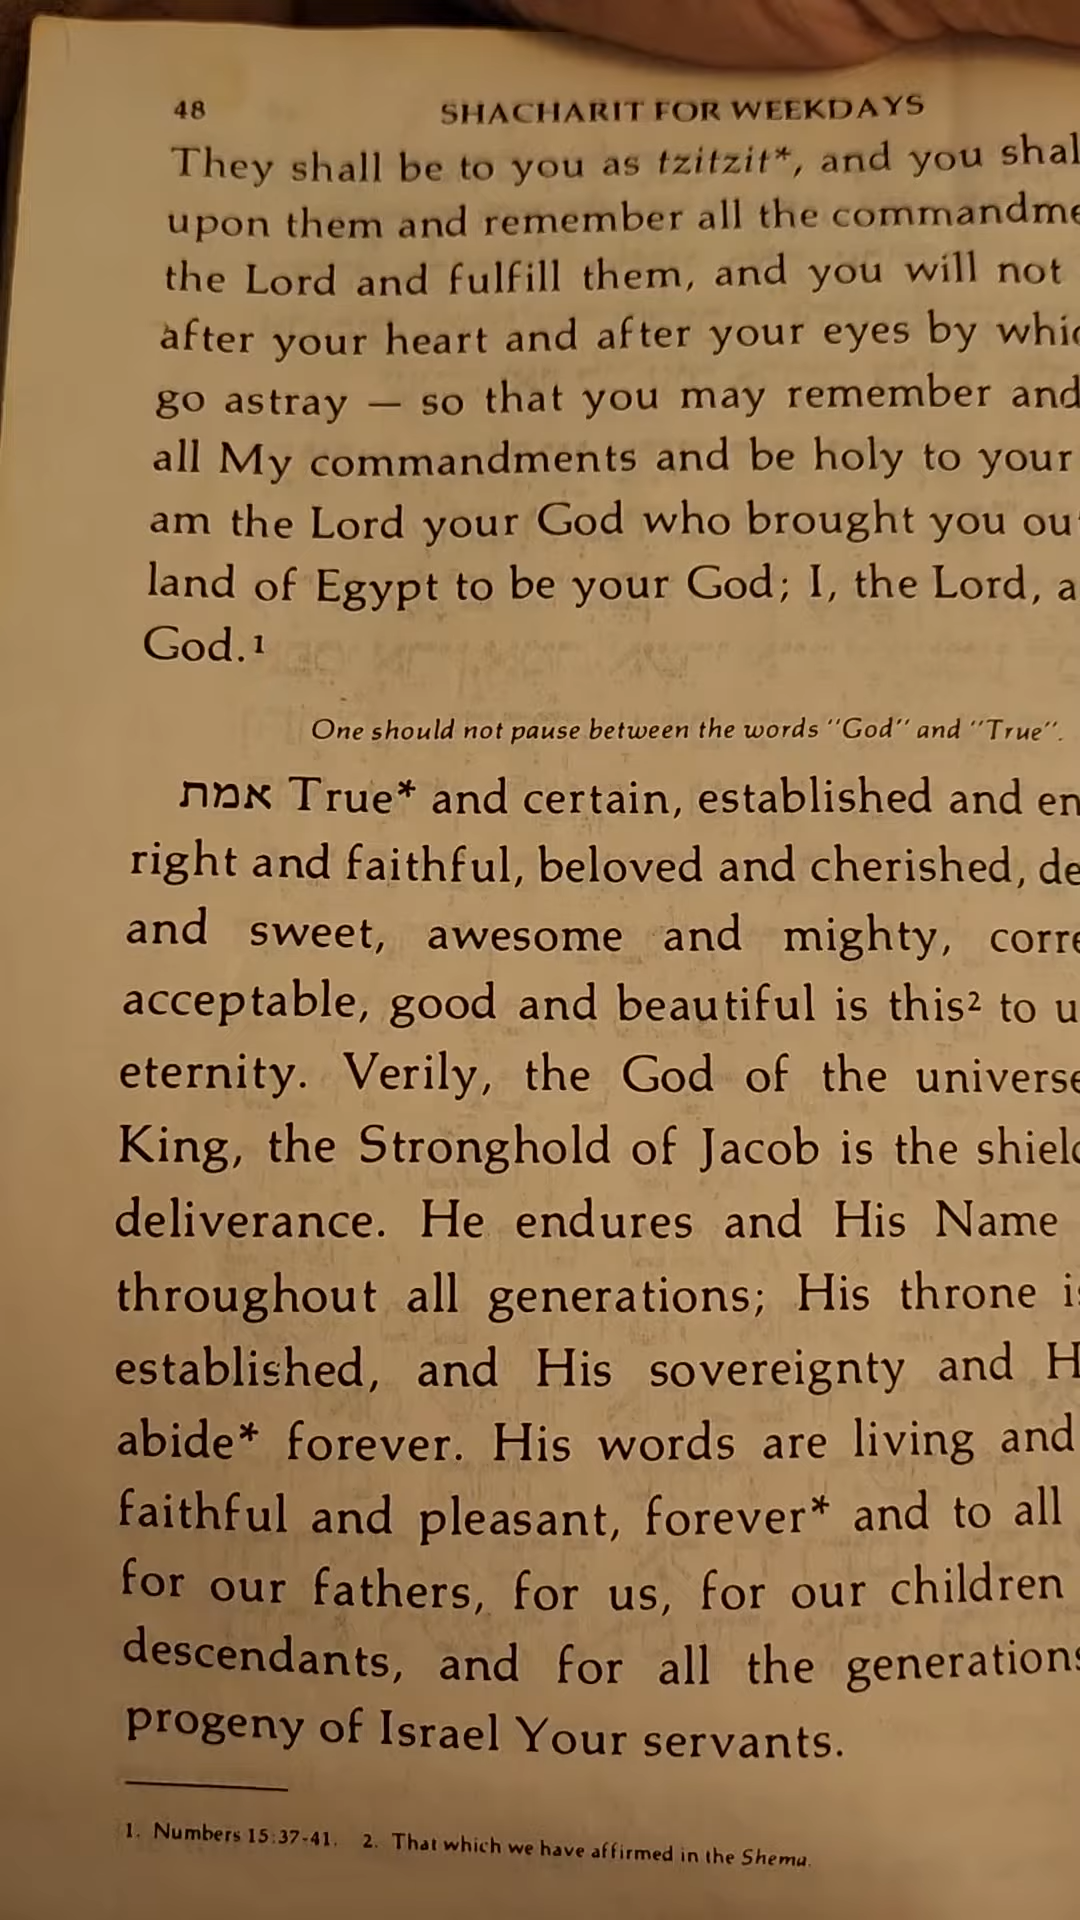 48 SHACHARIT FOR WEEKDAYS
They shall be to you as tzitzit*, and you shal
upon them and remember all the commandme
the Lord and fulfill them, and you will not
after your heart and after your eyes by whic
go astray — so that you may remember and
all My commandments and be holy to your
am the Lord your God who brought you ou
land of Egypt to be your God; I, the Lord, a
God.¹
One should not pause between the words "God" and "True".
אמת True* and certain, established and en
right and faithful, beloved and cherished, de
and sweet, awesome and mighty, corre
acceptable, good and beautiful is this² to u
eternity. Verily, the God of the universe
King, the Stronghold of Jacob is the shield
deliverance. He endures and His Name
throughout all generations; His throne is
established, and His sovereignty and H
abide* forever. His words are living and
faithful and pleasant, forever* and to all
for our fathers, for us, for our children
descendants, and for all the generations
progeny of Israel Your servants.
1. Numbers 15:37-41. 2. That which we have affirmed in the Shema.